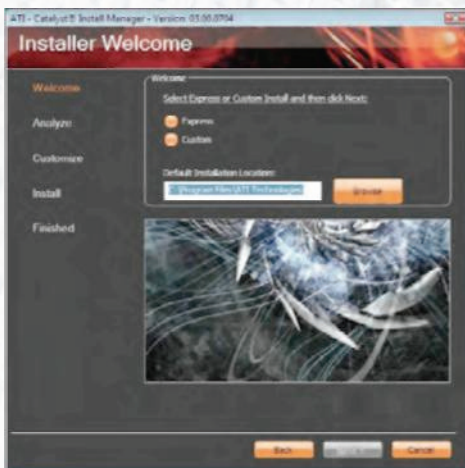 ATI - Catalyst® Install Manager - Version: 03.00.0704
Installer Welcome
Welcome
Welcome
Select Express or Custom Install and then click Next:
Analyze
Express
Custom
Customize
Default Installation Location:
C:\Program Files\ATI Technologies\
Browse
Install
Finished
Back
Cancel